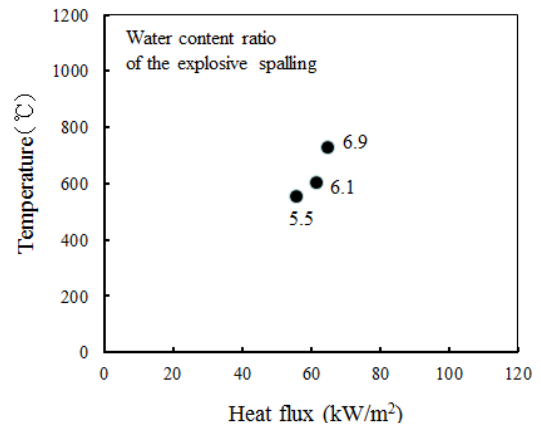 1200
Water content ratio
of the explosive spalling
1000
800
6.9
600
6.1
5.5
400
200
0
0 20 40 60 80 100 120
Temperature(℃)
Heat flux (kW/m²)